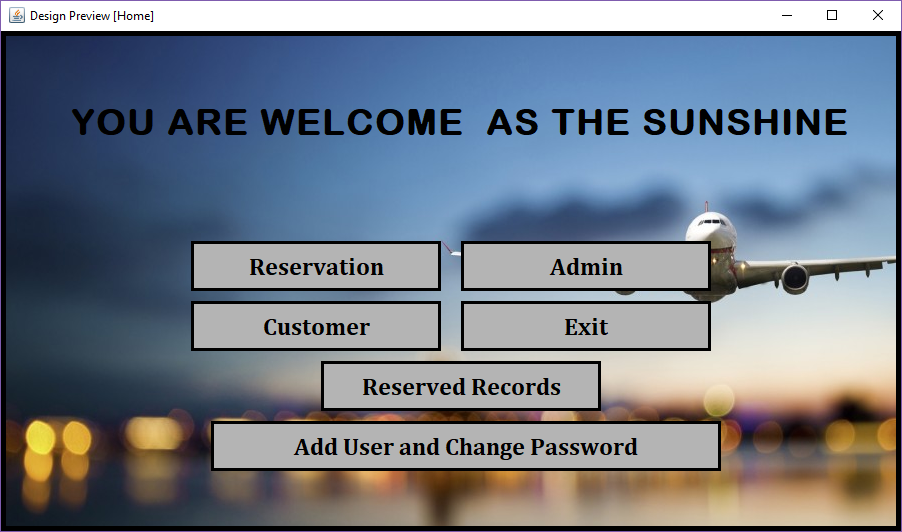 Design Preview [Home]
YOU ARE WELCOME  AS THE SUNSHINE
Reservation
Admin
Customer
Exit
Reserved Records
Add User and Change Password